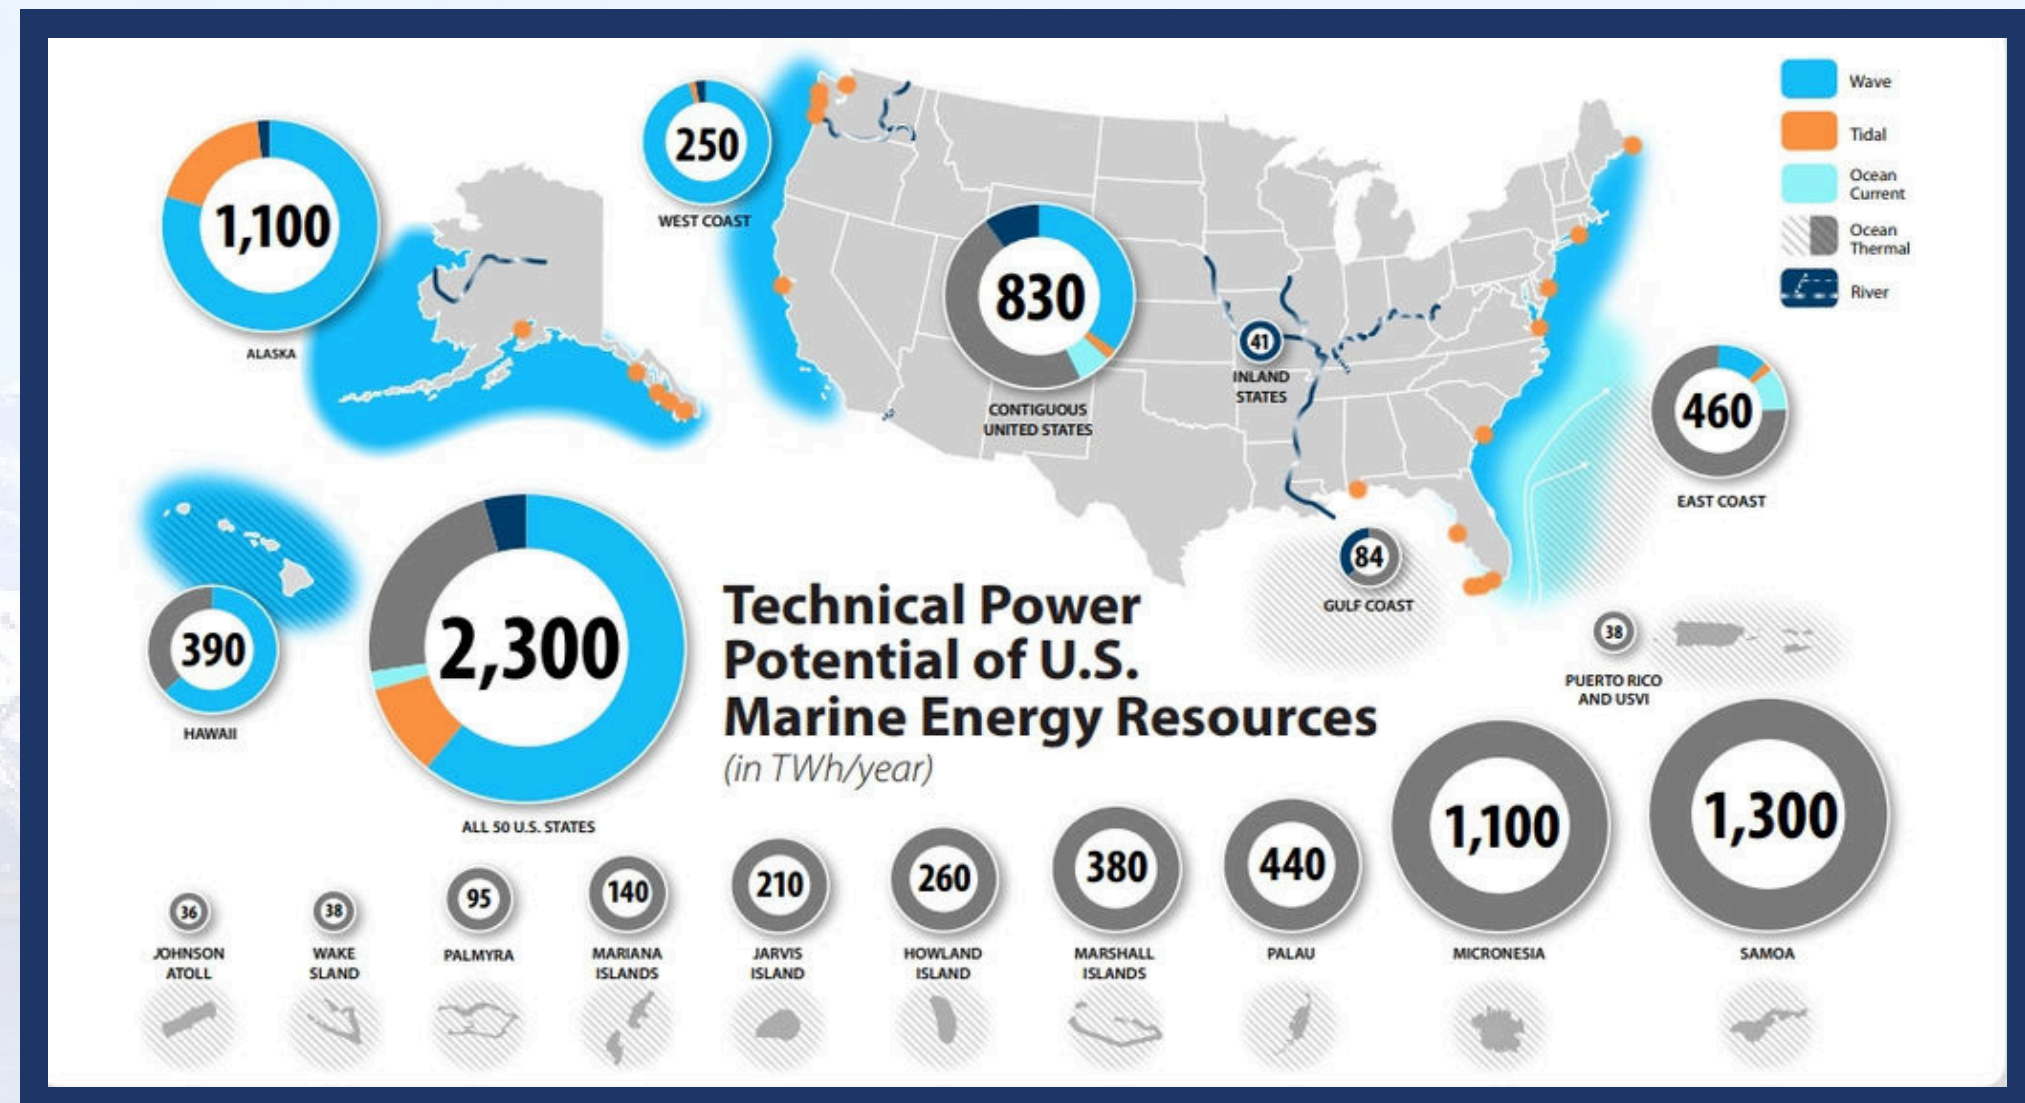 1,100
ALASKA
250
WEST COAST
830
CONTIGUOUS
UNITED STATES
41
INLAND
STATES
Wave
Tidal
Ocean
Current
Ocean
Thermal
River
460
EAST COAST
84
GULF COAST
390
HAWAII
2,300
ALL 50 U.S. STATES
Technical Power
Potential of U.S.
Marine Energy Resources
(in TWh/year)
38
PUERTO RICO
AND USVI
36
JOHNSON
ATOLL
38
WAKE
SLAND
95
PALMYRA
140
MARIANA
ISLANDS
210
JARVIS
ISLAND
260
HOWLAND
ISLAND
380
MARSHALL
ISLANDS
440
PALAU
1,100
MICRONESIA
1,300
SAMOA